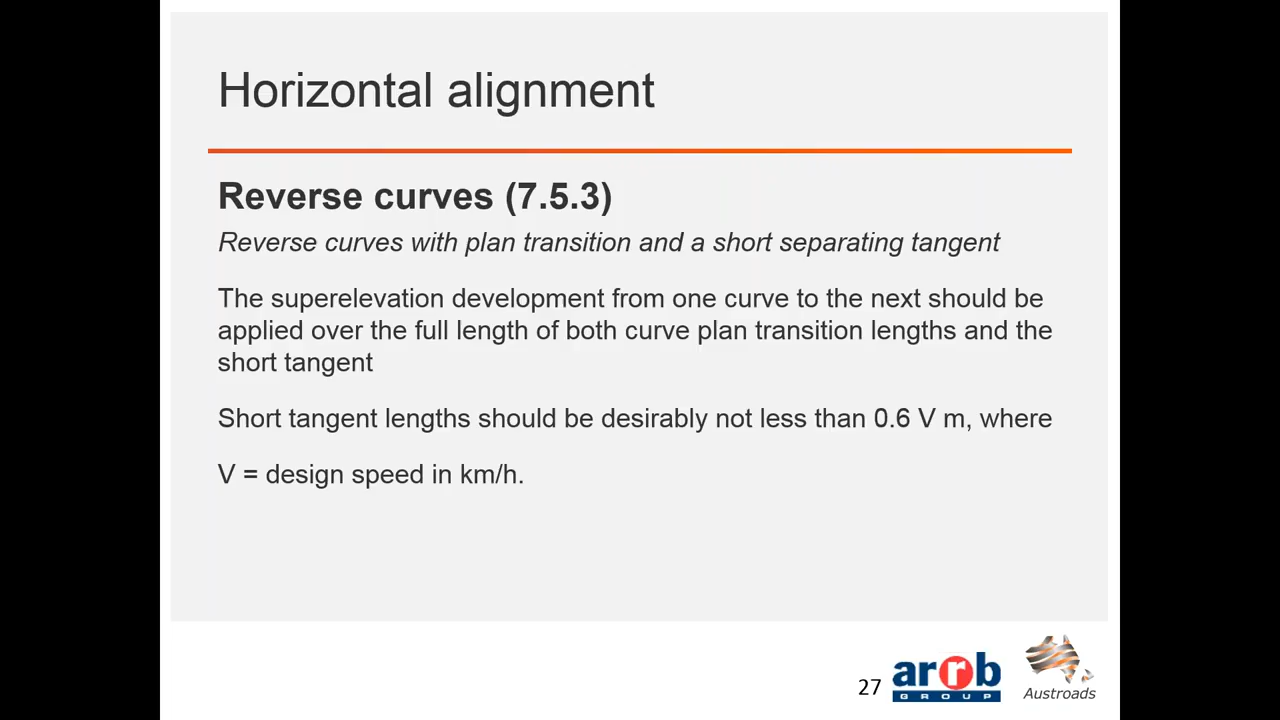 Horizontal alignment
Reverse curves (7.5.3)
Reverse curves with plan transition and a short separating tangent
The superelevation development from one curve to the next should be
applied over the full length of both curve plan transition lengths and the
short tangent
Short tangent lengths should be desirably not less than 0.6 V m, where
V = design speed in km/h.
27
arrb
GROUP
Austroads